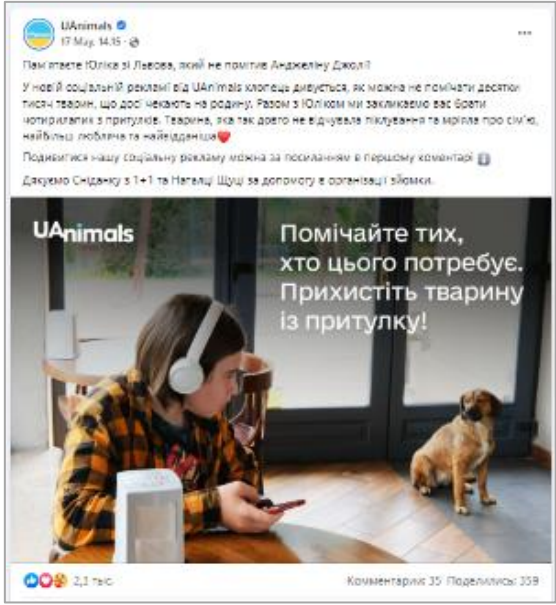 UAnimals
17 May, 14:15 ·
Пам'ятаєте Юліка зі Львова, який не помітив Анджеліну Джолі?
У новій соціальній рекламі від UAnimals хлопець дивується, як можна не помічати десятки
тисяч тварин, що досі чекають на родину. Разом з Юліком ми закликаємо вас брати
чотирилапих з притулків. Тварина, яка так довго не відчувала піклування та мріяла про сім'ю,
найбільш любляча та найвідданіша❤️
Подивитися нашу соціальну рекламу можна за посиланням в першому коментарі ⬇️
Дякуємо Сніданку з 1+1 та Наталці Щуці за допомогу в організації зйомки.
UAnimals
Помічайте тих,
хто цього потребує.
Прихистіть тварину
із притулку!
2,3 тыс.
Комментарии: 35 Поделились: 359